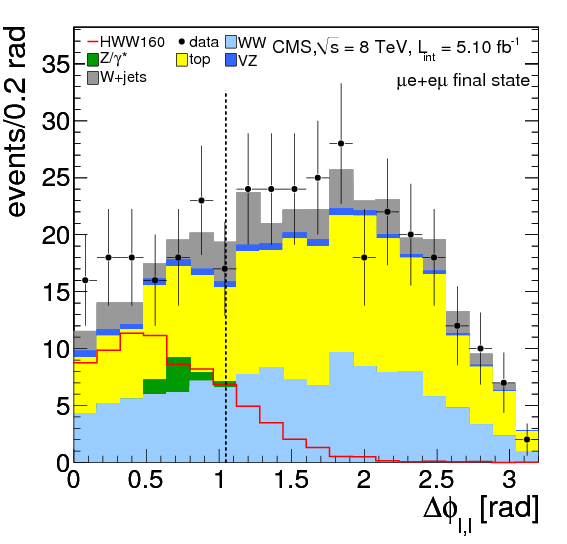 HWW160 data WW CMS,√s = 8 TeV, L_int = 5.10 fb⁻¹
Z/γ* top VZ
W+jets
μe+eμ final state
events/0.2 rad
35
30
25
20
15
10
5
0
0 0.5 1 1.5 2 2.5 3
Δϕ_l,l [rad]